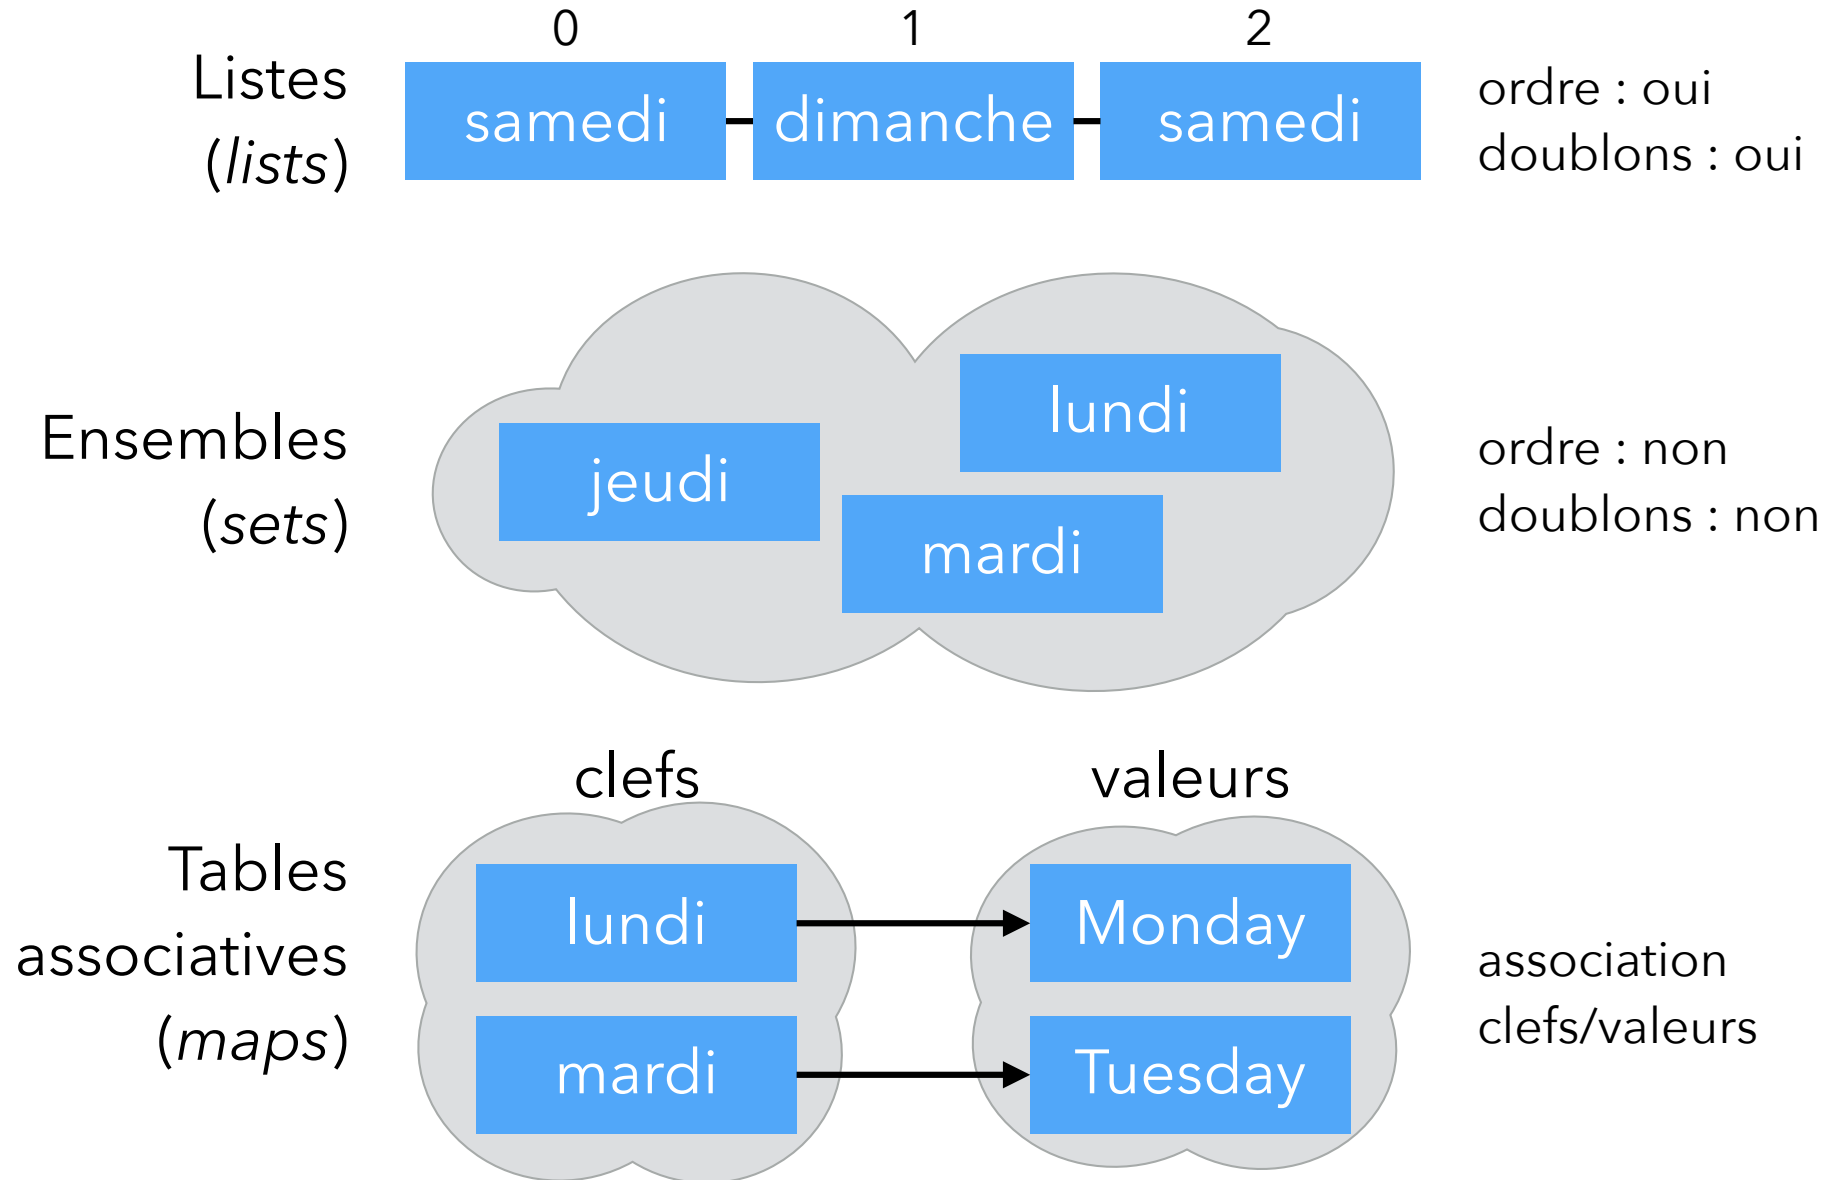 0 1 2
Listes
(lists)
samedi dimanche samedi
ordre : oui
doublons : oui
Ensembles
(sets)
jeudi
lundi
mardi
ordre : non
doublons : non
clefs valeurs
Tables
associatives
(maps)
lundi Monday
mardi Tuesday
association
clefs/valeurs